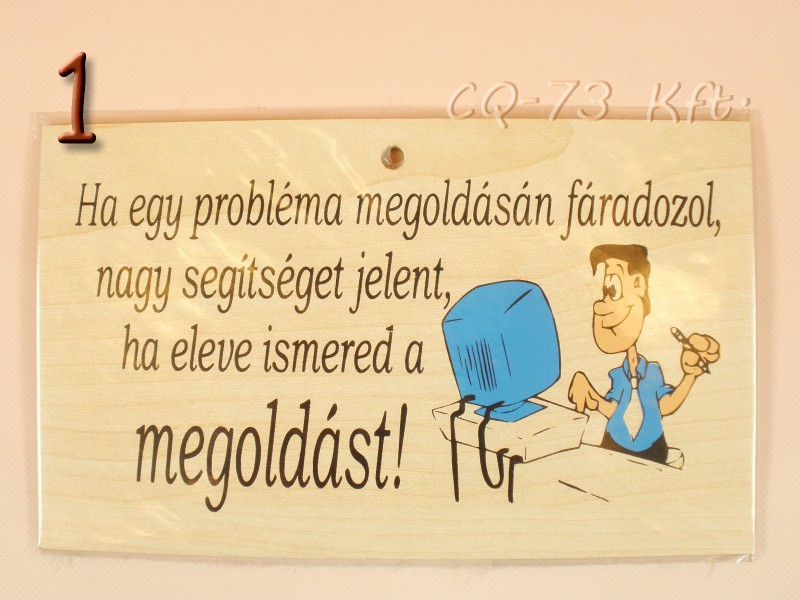 1
CQ-73 Kft.
Ha egy probléma megoldásán fáradozol,
nagy segítséget jelent,
ha eleve ismered a
megoldást!